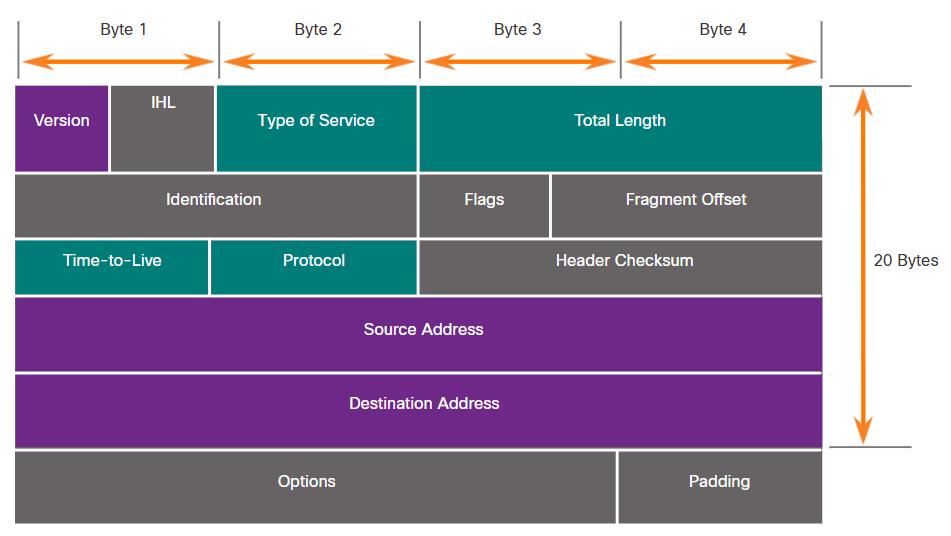 Byte 1
Byte 2
Byte 3
Byte 4
Version
IHL
Type of Service
Total Length
Identification
Flags
Fragment Offset
Time-to-Live
Protocol
Header Checksum
20 Bytes
Source Address
Destination Address
Options
Padding